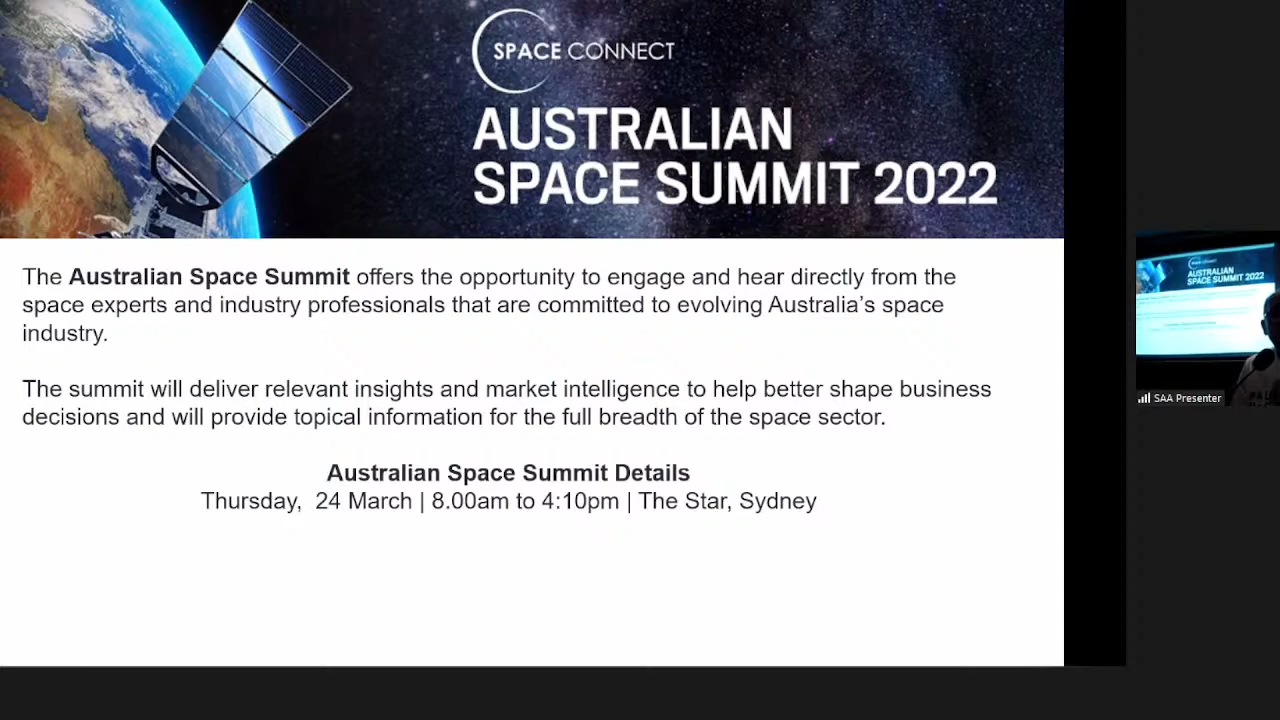 SPACE CONNECT
AUSTRALIAN
SPACE SUMMIT 2022
The Australian Space Summit offers the opportunity to engage and hear directly from the
space experts and industry professionals that are committed to evolving Australia’s space
industry.
The summit will deliver relevant insights and market intelligence to help better shape business
decisions and will provide topical information for the full breadth of the space sector.
Australian Space Summit Details
Thursday,  24 March | 8.00am to 4:10pm | The Star, Sydney
SPACE CONNECT
AUSTRALIAN
SPACE SUMMIT 2022
SAA Presenter